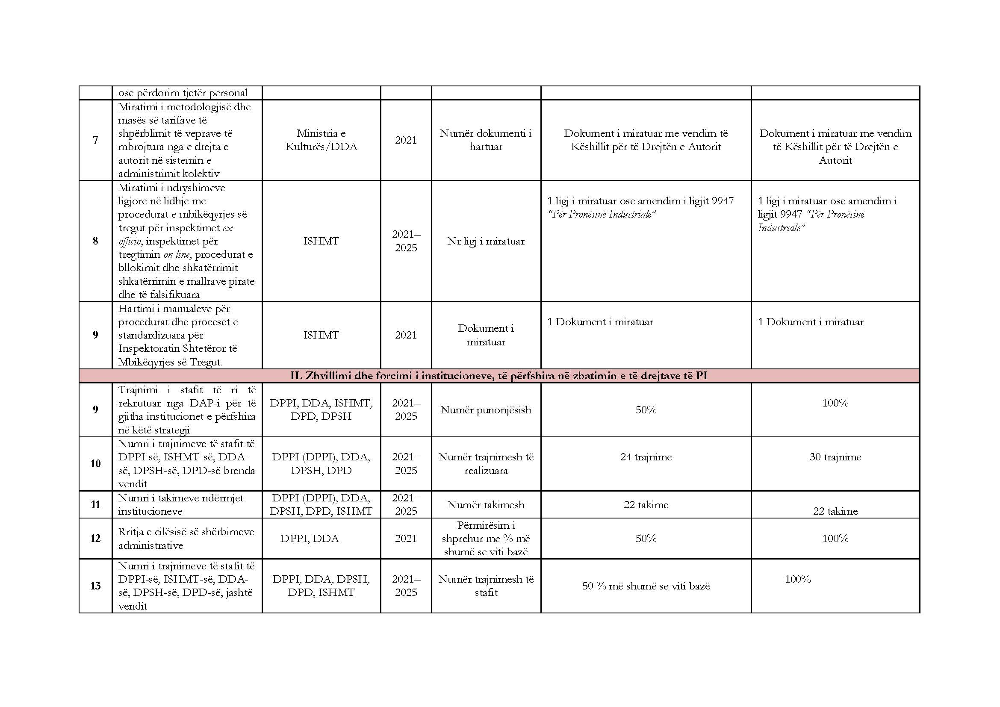 ose përdorim tjetër personal
7
Miratimi i metodologjisë dhe
masës së tarifave të
shpërblimit të veprave të
mbrojtura nga e drejta e
autorit në sistemin e
administrimit kolektiv
Ministria e
Kulturës/DDA
2021
Numër dokumenti i
hartuar
Dokument i miratuar me vendim të
Këshillit për të Drejtën e Autorit
Dokument i miratuar me vendim
të Këshillit për të Drejtën e
Autorit
8
Miratimi i ndryshimeve
ligjore në lidhje me
procedurat e mbikëqyrjes së
tregut për inspektimet ex-
officio, inspektimet për
tregtimin on line, procedurat e
bllokimit dhe shkatërrimit
shkatërrimin e mallrave pirate
dhe të falsifikuara
ISHMT
2021–
2025
Nr ligj i miratuar
1 ligj i miratuar ose amendim i ligjit 9947
“Për Pronësinë Industriale”
1 ligj i miratuar ose amendim i
ligjit 9947 “Për Pronësinë
Industriale”
9
Hartimi i manualeve për
procedurat dhe proceset e
standardizuara për
Inspektoratin Shtetëror të
Mbikëqyrjes së Tregut.
ISHMT
2021
Dokument i
miratuar
1 Dokument i miratuar
1 Dokument i miratuar
II. Zhvillimi dhe forcimi i institucioneve, të përfshira në zbatimin e të drejtave të PI
9
Trajnimi i stafit të ri të
rekrutuar nga DAP-i për të
gjitha institucionet e përfshira
në këtë strategji
DPPI, DDA, ISHMT,
DPD, DPSH
2021–
2025
Numër punonjësish
50%
100%
10
Numri i trajnimeve të stafit të
DPPI-së, ISHMT-së, DDA-
së, DPSH-së, DPD-së brenda
vendit
DPPI (DPPI), DDA,
DPSH, DPD
2021–
2025
Numër trajnimesh të
realizuara
24 trajnime
30 trajnime
11
Numri i takimeve ndërmjet
institucioneve
DPPI (DPPI), DDA,
DPSH, DPD, ISHMT
2021–
2025
Numër takimesh
22 takime
22 takime
12
Rritja e cilësisë së shërbimeve
administrative
DPPI, DDA
2021
Përmirësim i
shprehur me % më
shumë se viti bazë
50%
100%
13
Numri i trajnimeve të stafit të
DPPI-së, ISHMT-së, DDA-
së, DPSH-së, DPD-së, jashtë
vendit
DPPI, DDA, DPSH,
DPD, ISHMT
2021–
2025
Numër trajnimesh të
stafit
50 % më shumë se viti bazë
100%